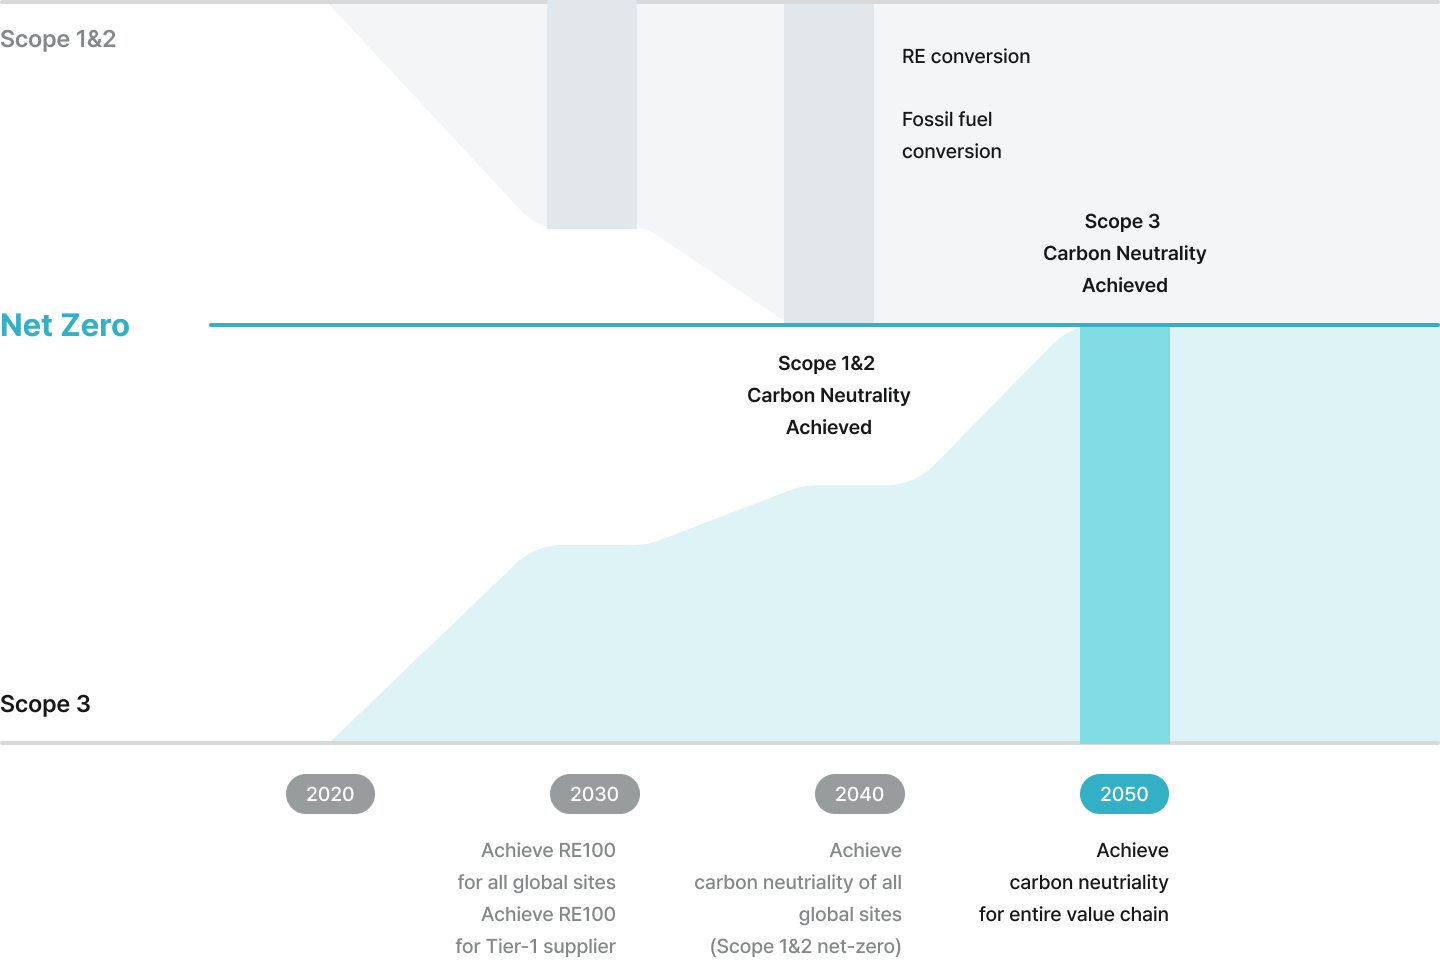 Scope 1&2
RE conversion
Fossil fuel
conversion
Scope 3
Carbon Neutrality
Achieved
Net Zero
Scope 1&2
Carbon Neutrality
Achieved
Scope 3
2020
2030
2040
2050
Achieve RE100
for all global sites
Achieve RE100
for Tier-1 supplier
Achieve
carbon neutriality of all
global sites
(Scope 1&2 net-zero)
Achieve
carbon neutriality
for entire value chain